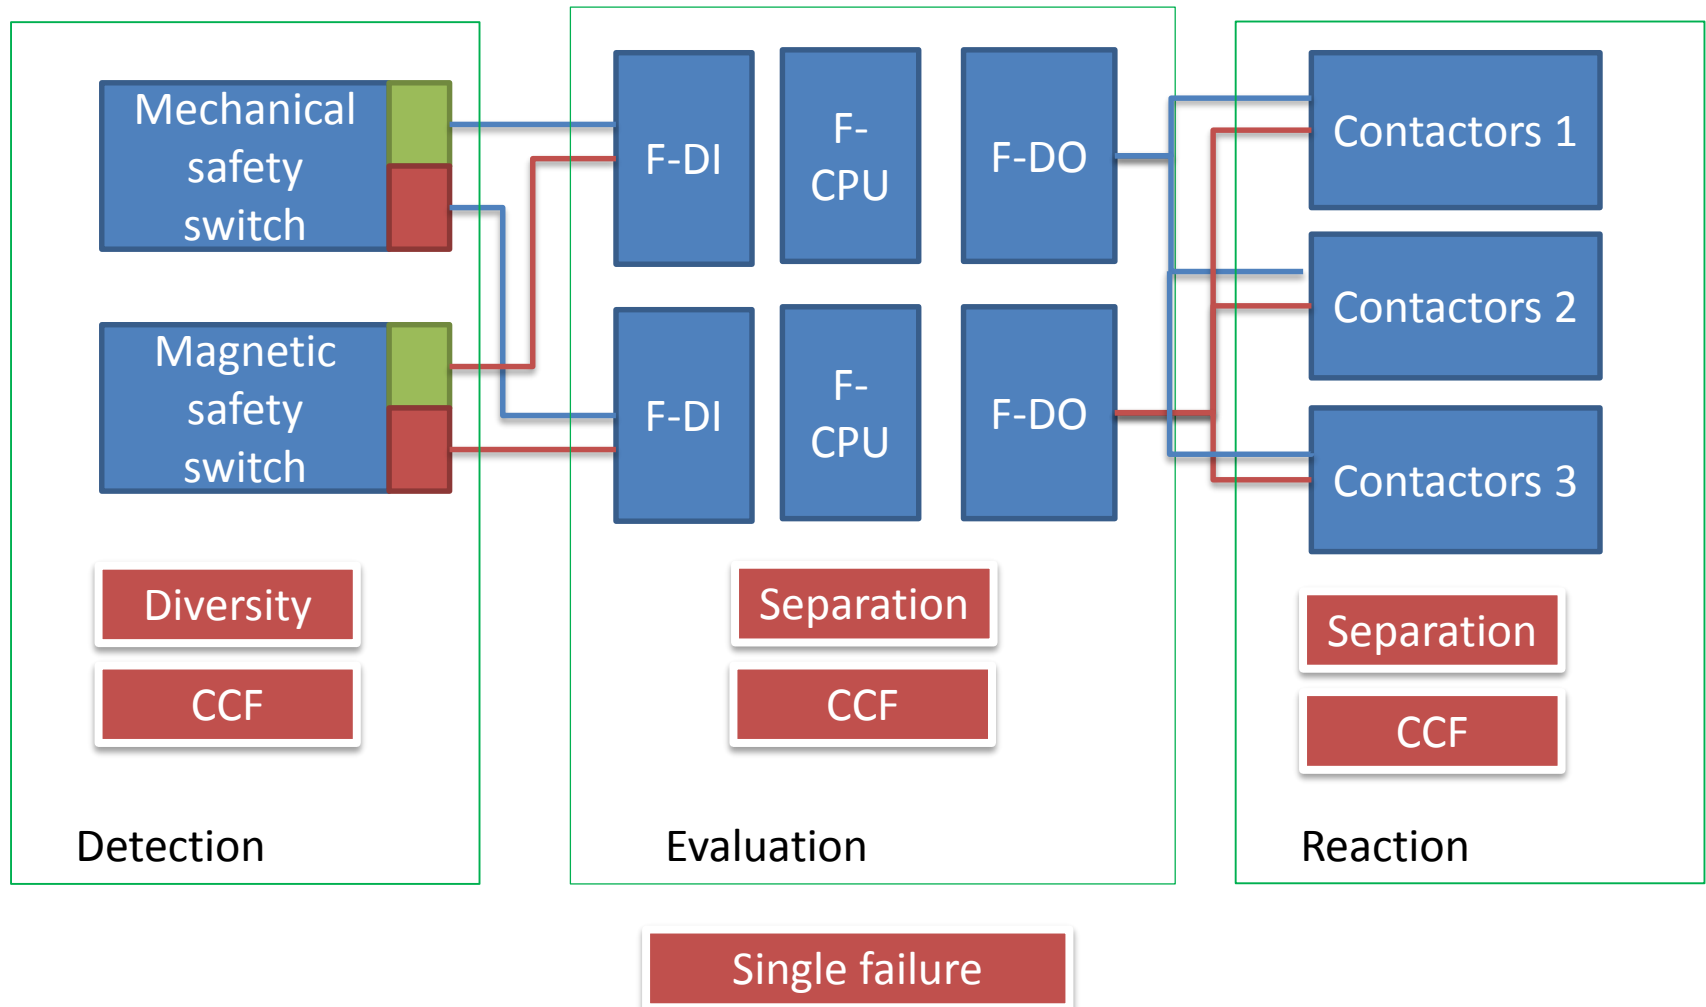 Mechanical
safety
switch
Magnetic
safety
switch
Diversity
CCF
Detection
F-DI
F-
CPU
F-DO
F-DI
F-
CPU
F-DO
Separation
CCF
Evaluation
Contactors 1
Contactors 2
Contactors 3
Separation
CCF
Reaction
Single failure